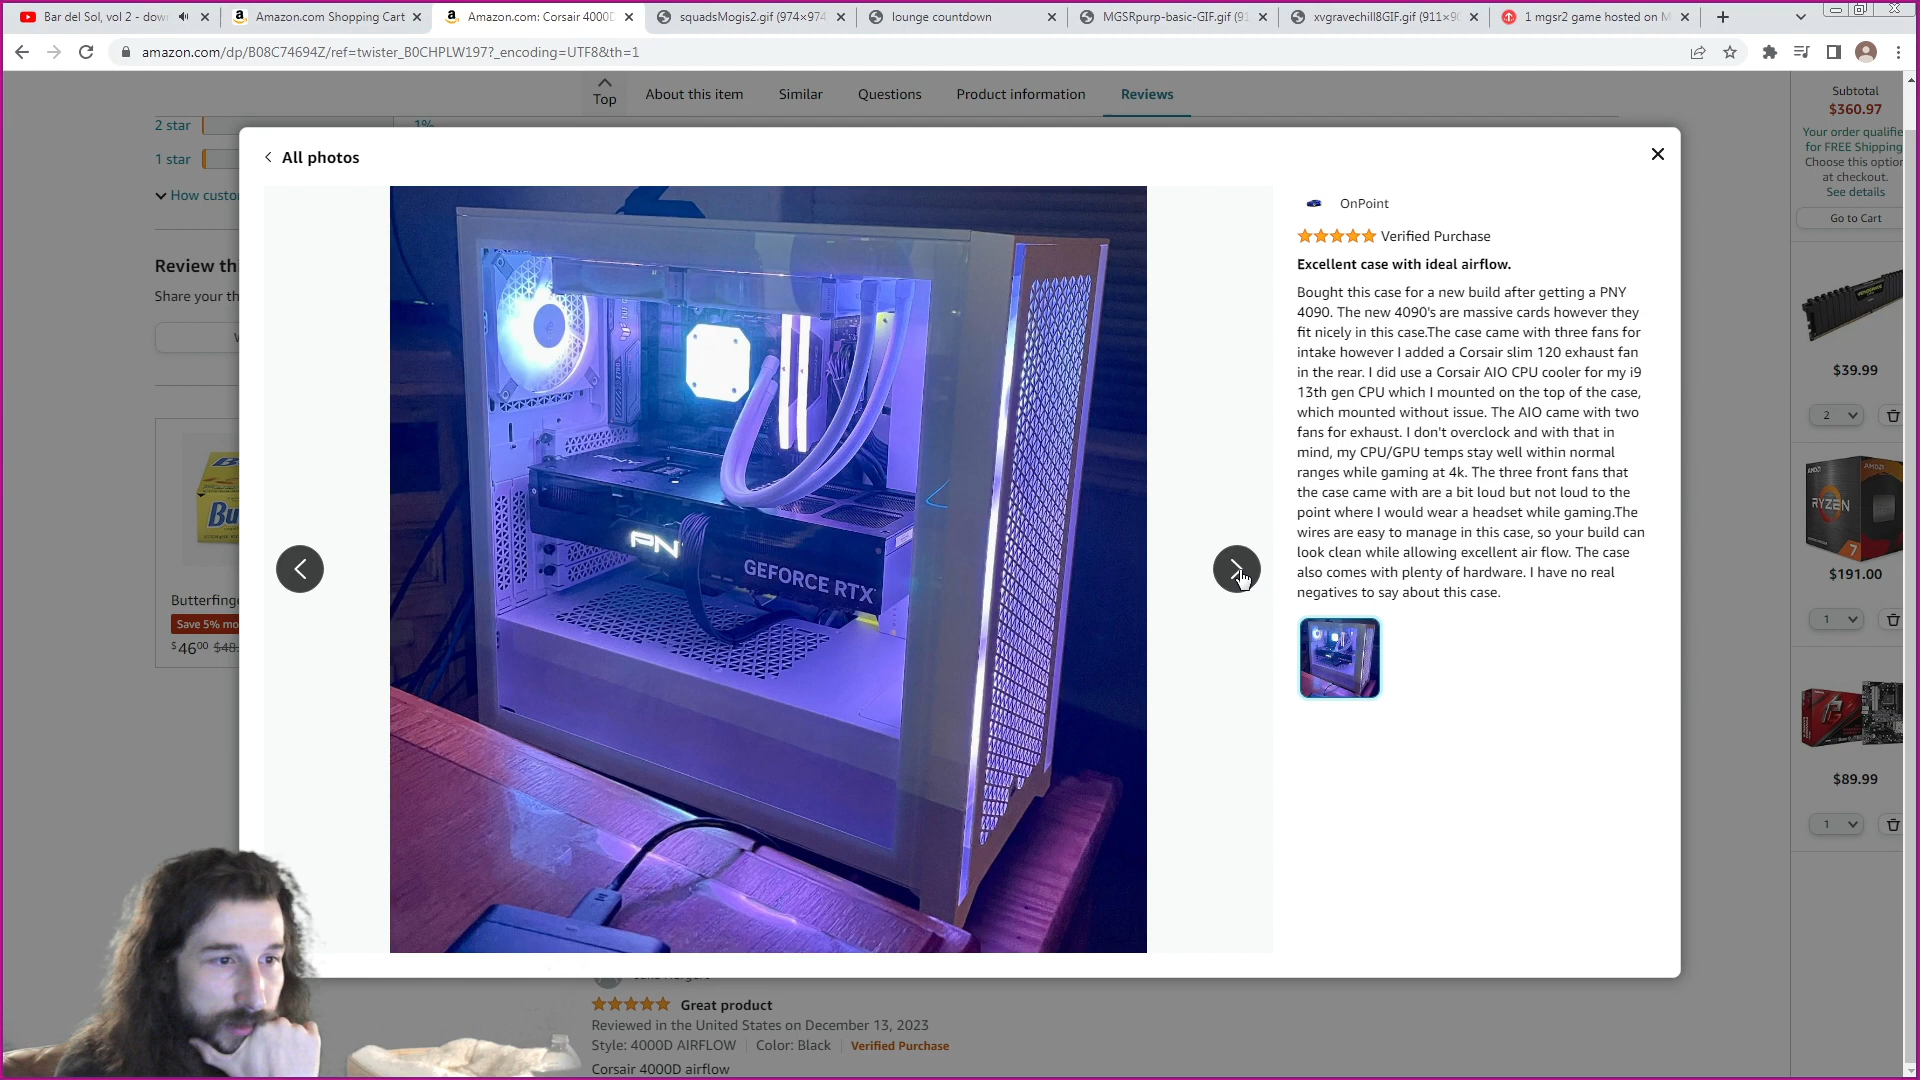 Bar del Sol, vol 2 - dow
Amazon.com Shopping Cart
Amazon.com: Corsair 4000D
squadsMogis2.gif (974×974
lounge countdown
MGSRpurp-basic-GIF.gif (91
xvgravechill8GIF.gif (911×90
1 mgsr2 game hosted on M
amazon.com/dp/B08C74694Z/ref=twister_B0CHPLW197?_encoding=UTF8&th=1
Top
About this item
Similar
Questions
Product information
Reviews
2 star
1%
1 star
How custo
Review thi
Share your th
W
Butterfing
Save 5% mo
$46⁰⁰ $48.
All photos
PN
GEFORCE RTX
OnPoint
Verified Purchase
Excellent case with ideal airflow.
Bought this case for a new build after getting a PNY
4090. The new 4090's are massive cards however they
fit nicely in this case.The case came with three fans for
intake however I added a Corsair slim 120 exhaust fan
in the rear. I did use a Corsair AIO CPU cooler for my i9
13th gen CPU which I mounted on the top of the case,
which mounted without issue. The AIO came with two
fans for exhaust. I don't overclock and with that in
mind, my CPU/GPU temps stay well within normal
ranges while gaming at 4k. The three front fans that
the case came with are a bit loud but not loud to the
point where I would wear a headset while gaming.The
wires are easy to manage in this case, so your build can
look clean while allowing excellent air flow. The case
also comes with plenty of hardware. I have no real
negatives to say about this case.
Great product
Reviewed in the United States on December 13, 2023
Style: 4000D AIRFLOW
Color: Black
Verified Purchase
Corsair 4000D airflow
Subtotal
$360.97
Your order qualifie
for FREE Shipping
Choose this option
at checkout.
See details
Go to Cart
$39.99
2
AMD
RYZEN
7
$191.00
1
$89.99
1